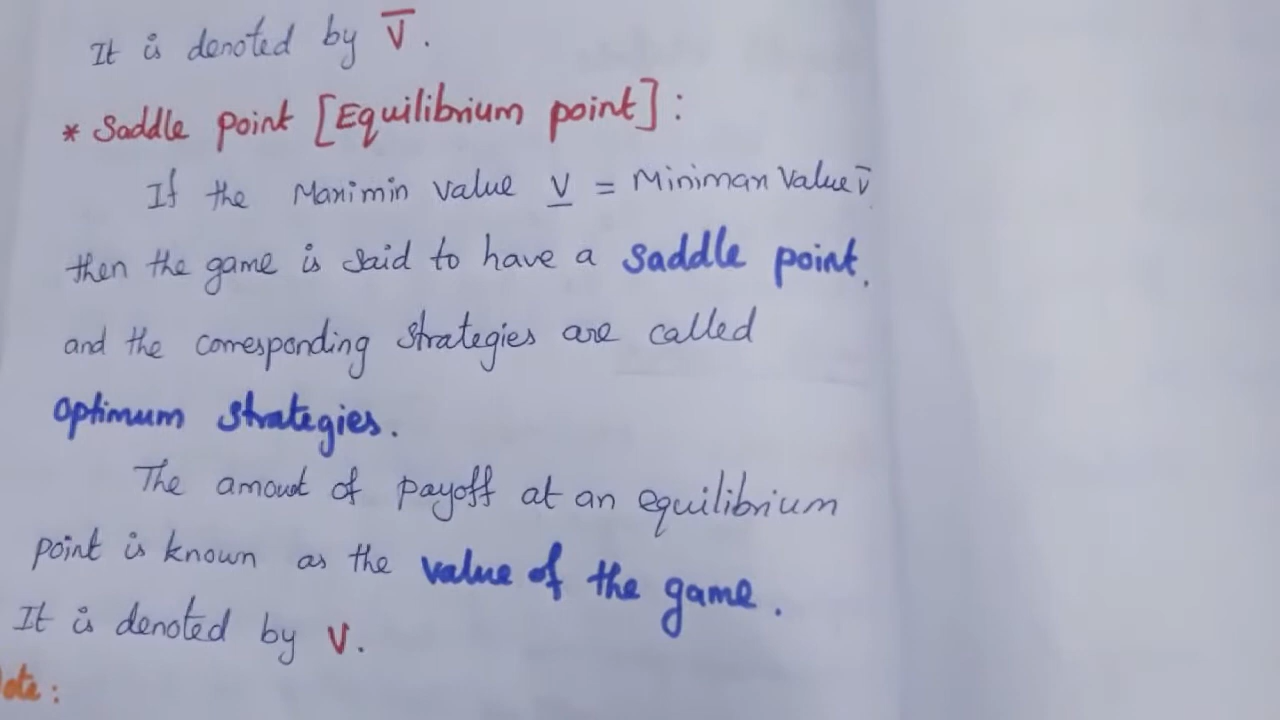 It is denoted by V̅.
* Saddle point [Equilibrium point]:
If the Maximin value V̲ = Minimax Value v̅
then the game is said to have a saddle point.
and the corresponding strategies are called
optimum strategies.
The amout of payoff at an equilibrium
point is known as the value of the game.
It is denoted by V.
ote: